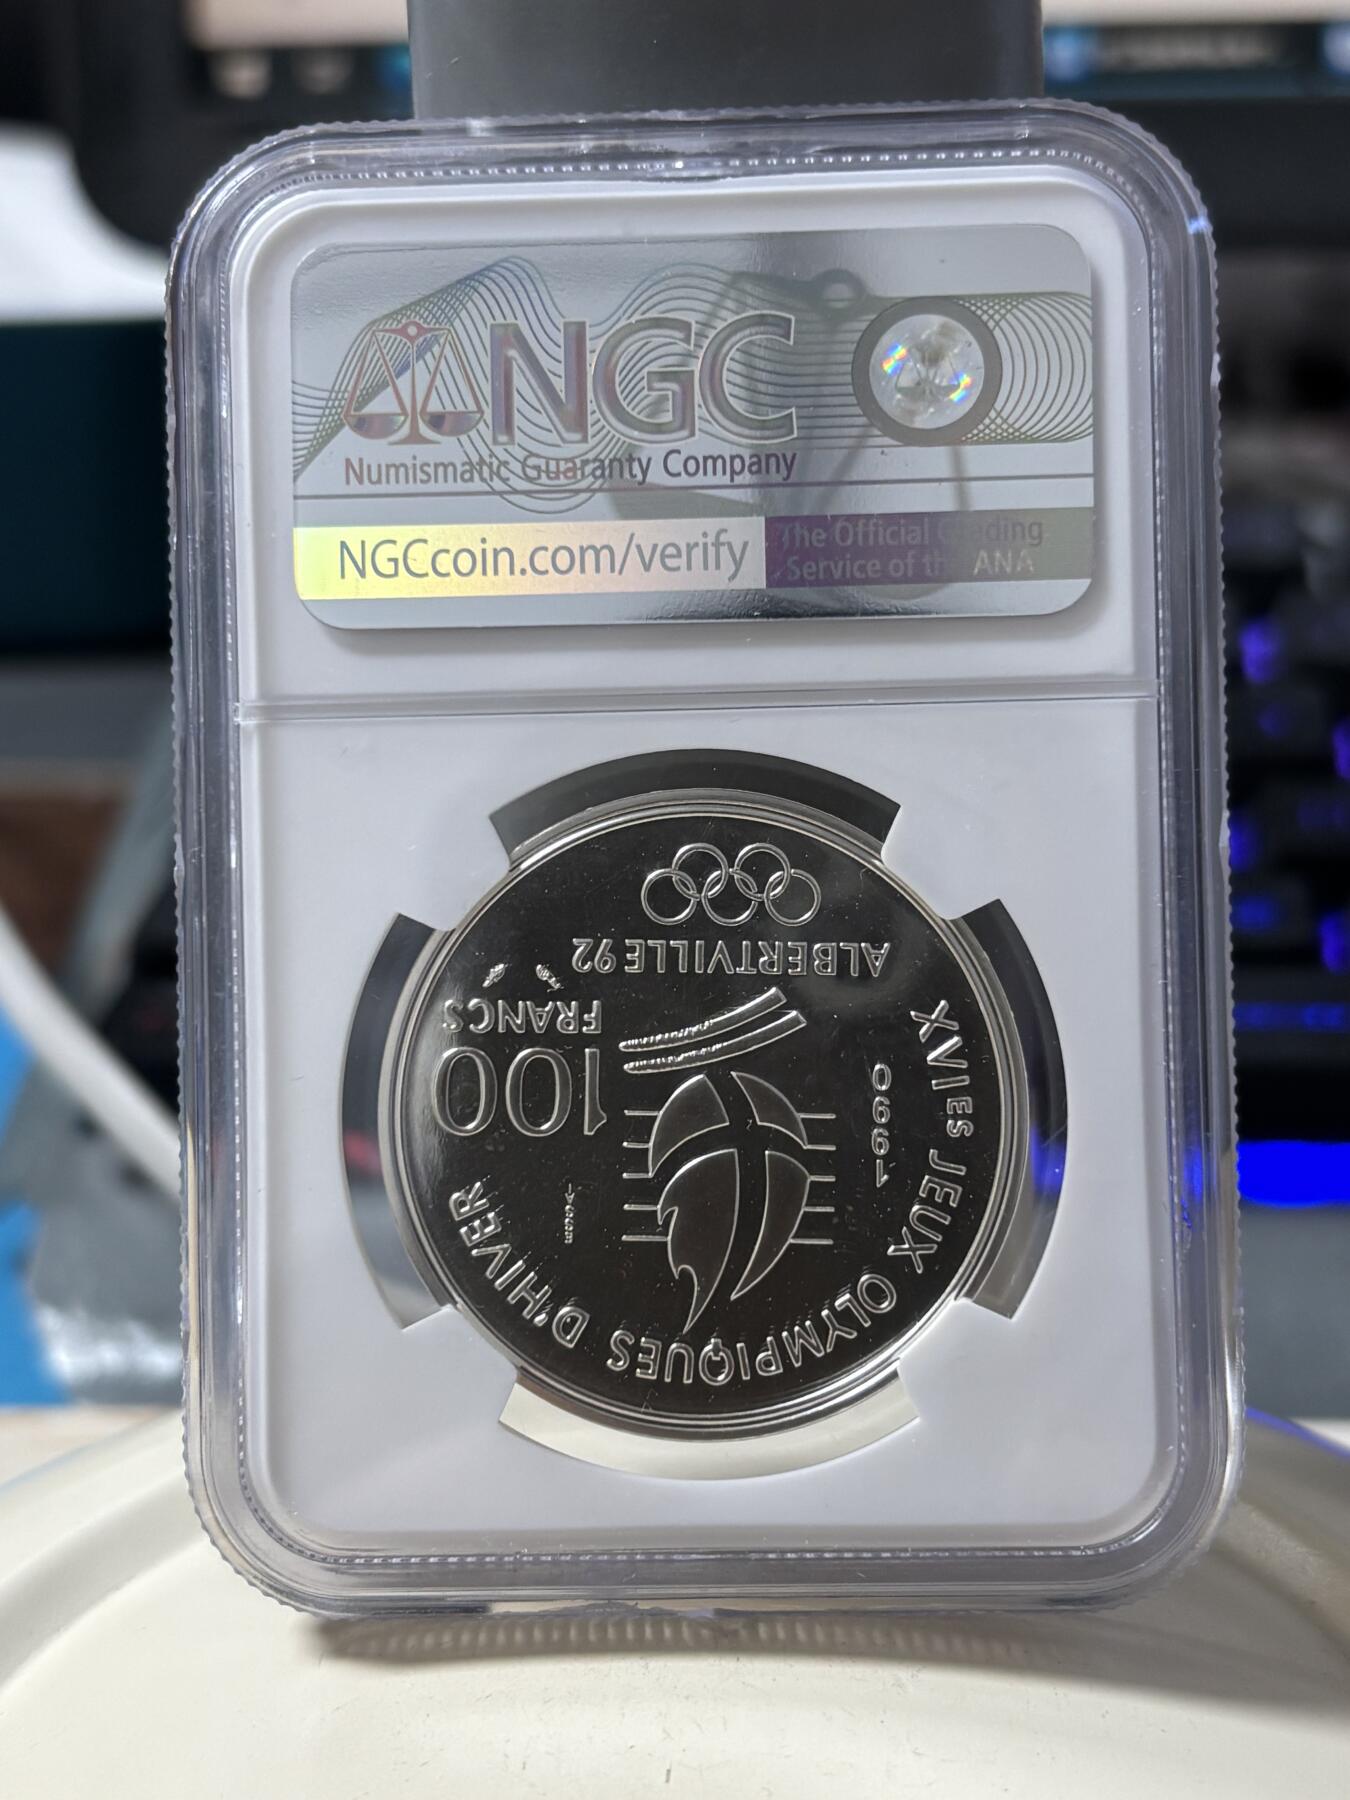 NGC
Numismatic Guaranty Company
NGCcoin.com/verify
The Official Grading
Service of the ANA
XVIES JEUX OLYMPIQUES D'HIVER
1990
100
FRANCS
ALBERTVILLE 92